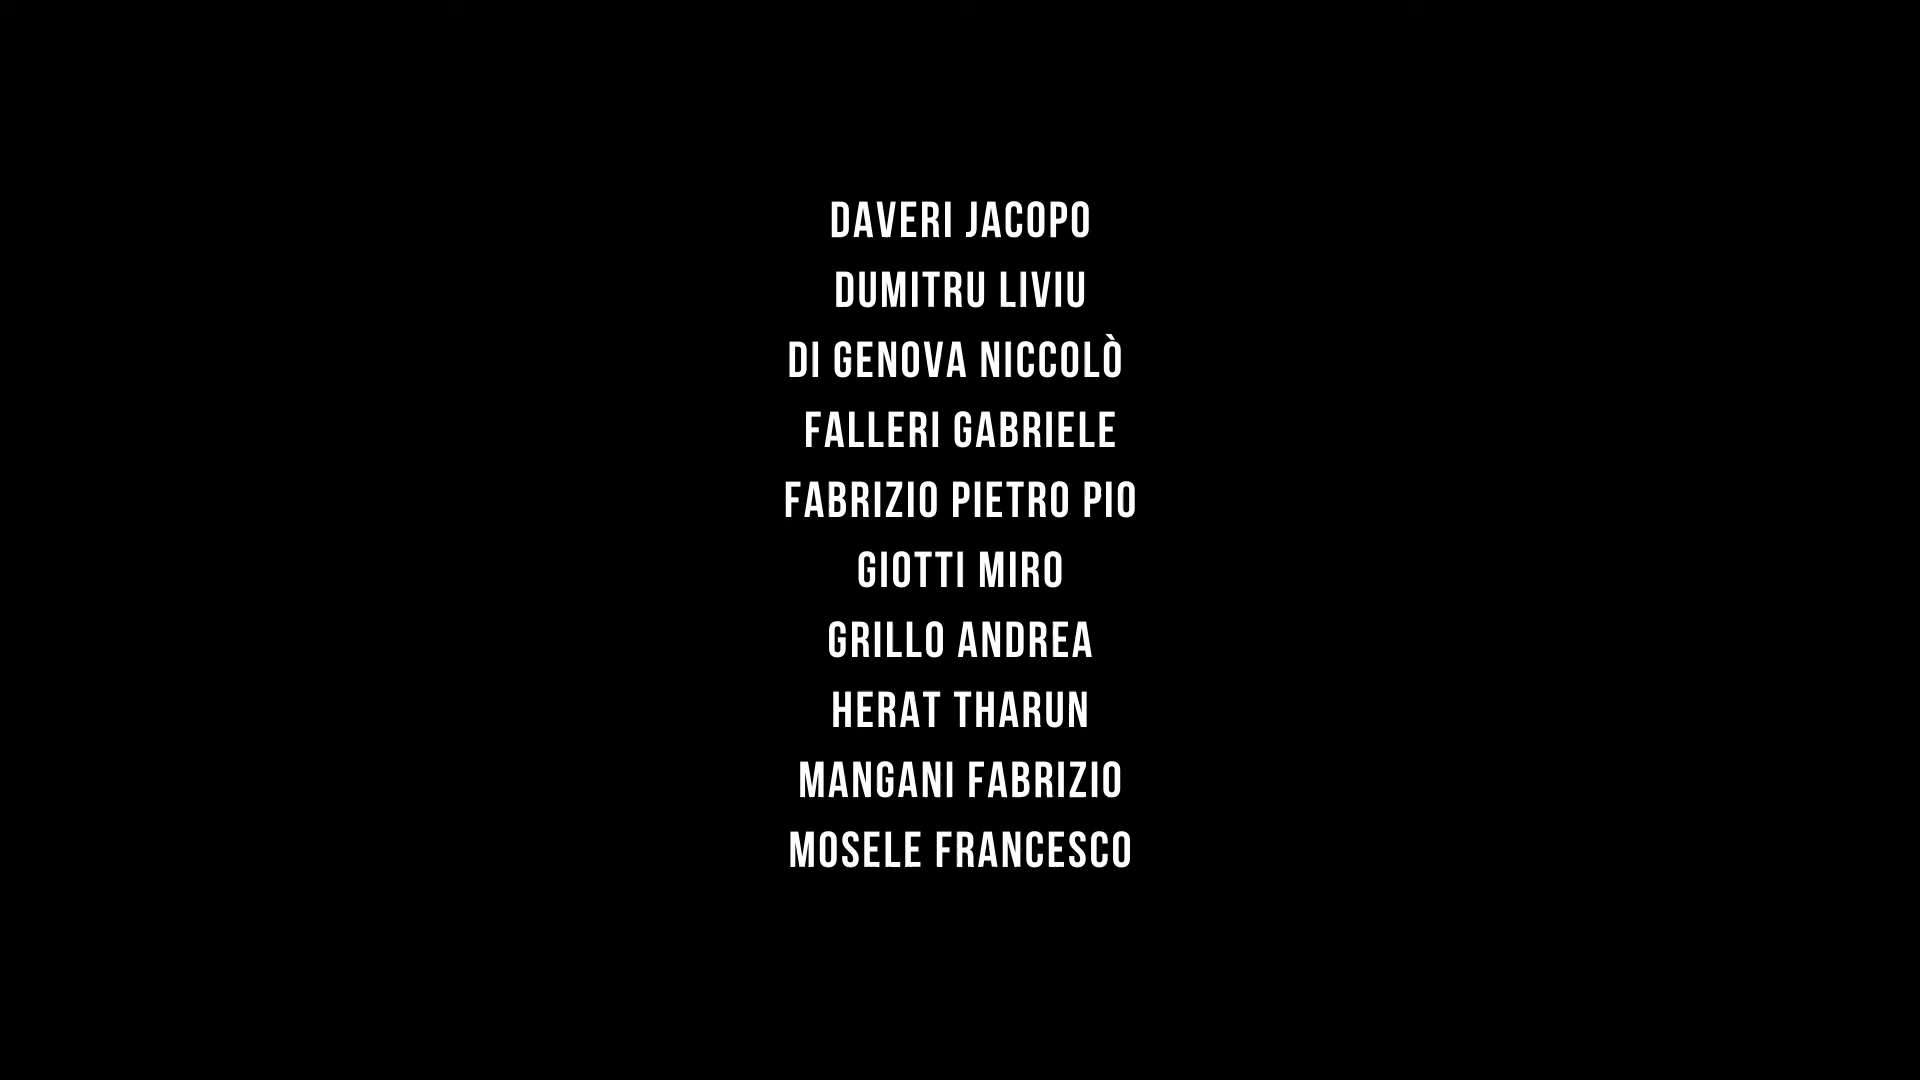 DAVERI JACOPO
DUMITRU LIVIU
DI GENOVA NICCOLÒ
FALLERI GABRIELE
FABRIZIO PIETRO PIO
GIOTTI MIRO
GRILLO ANDREA
HERAT THARUN
MANGANI FABRIZIO
MOSELE FRANCESCO